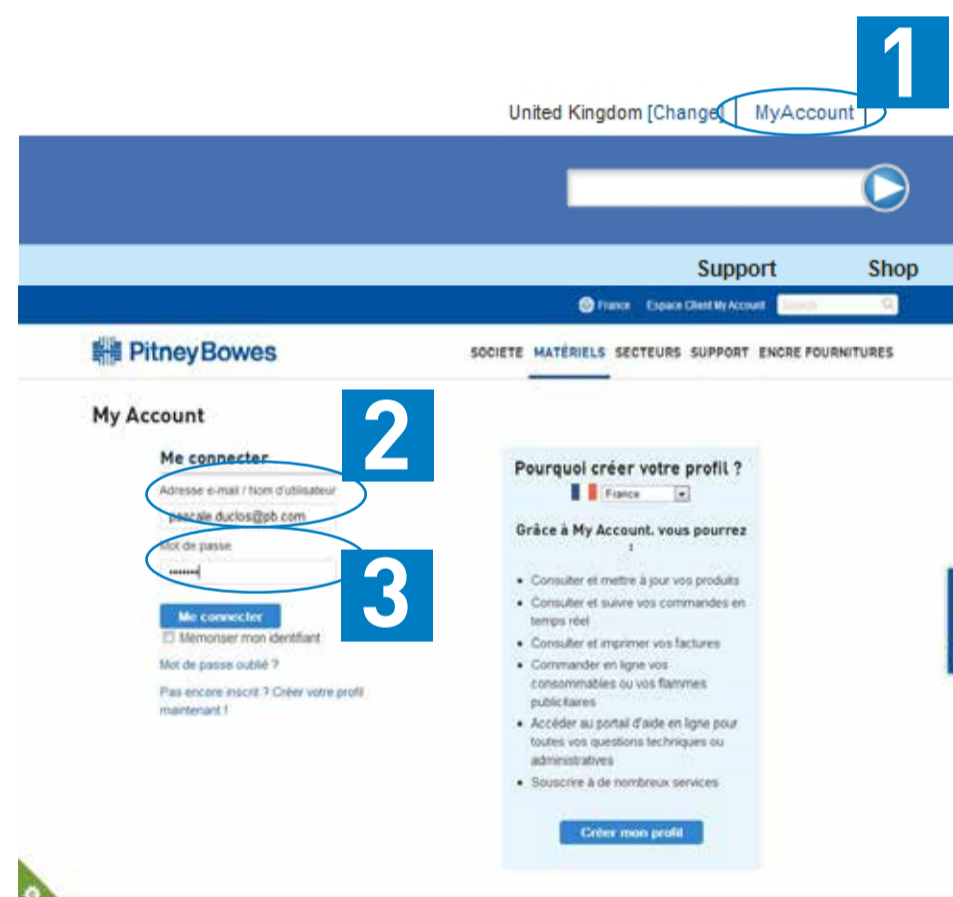 1
United Kingdom [Change] MyAccount
Support Shop
France Espace Client My Account Search
PitneyBowes
SOCIETE MATÉRIELS SECTEURS SUPPORT ENCRE FOURNITURES
My Account
2
Me connecter
Adresse e-mail / Nom d'utilisateur
pascale.duclos@pb.com
Mot de passe
•••••••
3
Me connecter
Mémoriser mon identifiant
Mot de passe oublié ?
Pas encore inscrit ? Créer votre profil
maintenant !
Pourquoi créer votre profil ?
France
Grâce à My Account, vous pourrez
:
• Consulter et mettre à jour vos produits
• Consulter et suivre vos commandes en
temps réel
• Consulter et imprimer vos factures
• Commander en ligne vos
consommables ou vos flammes
publicitaires
• Accéder au portail d'aide en ligne pour
toutes vos questions techniques ou
administratives
• Souscrire à de nombreux services
Créer mon profil